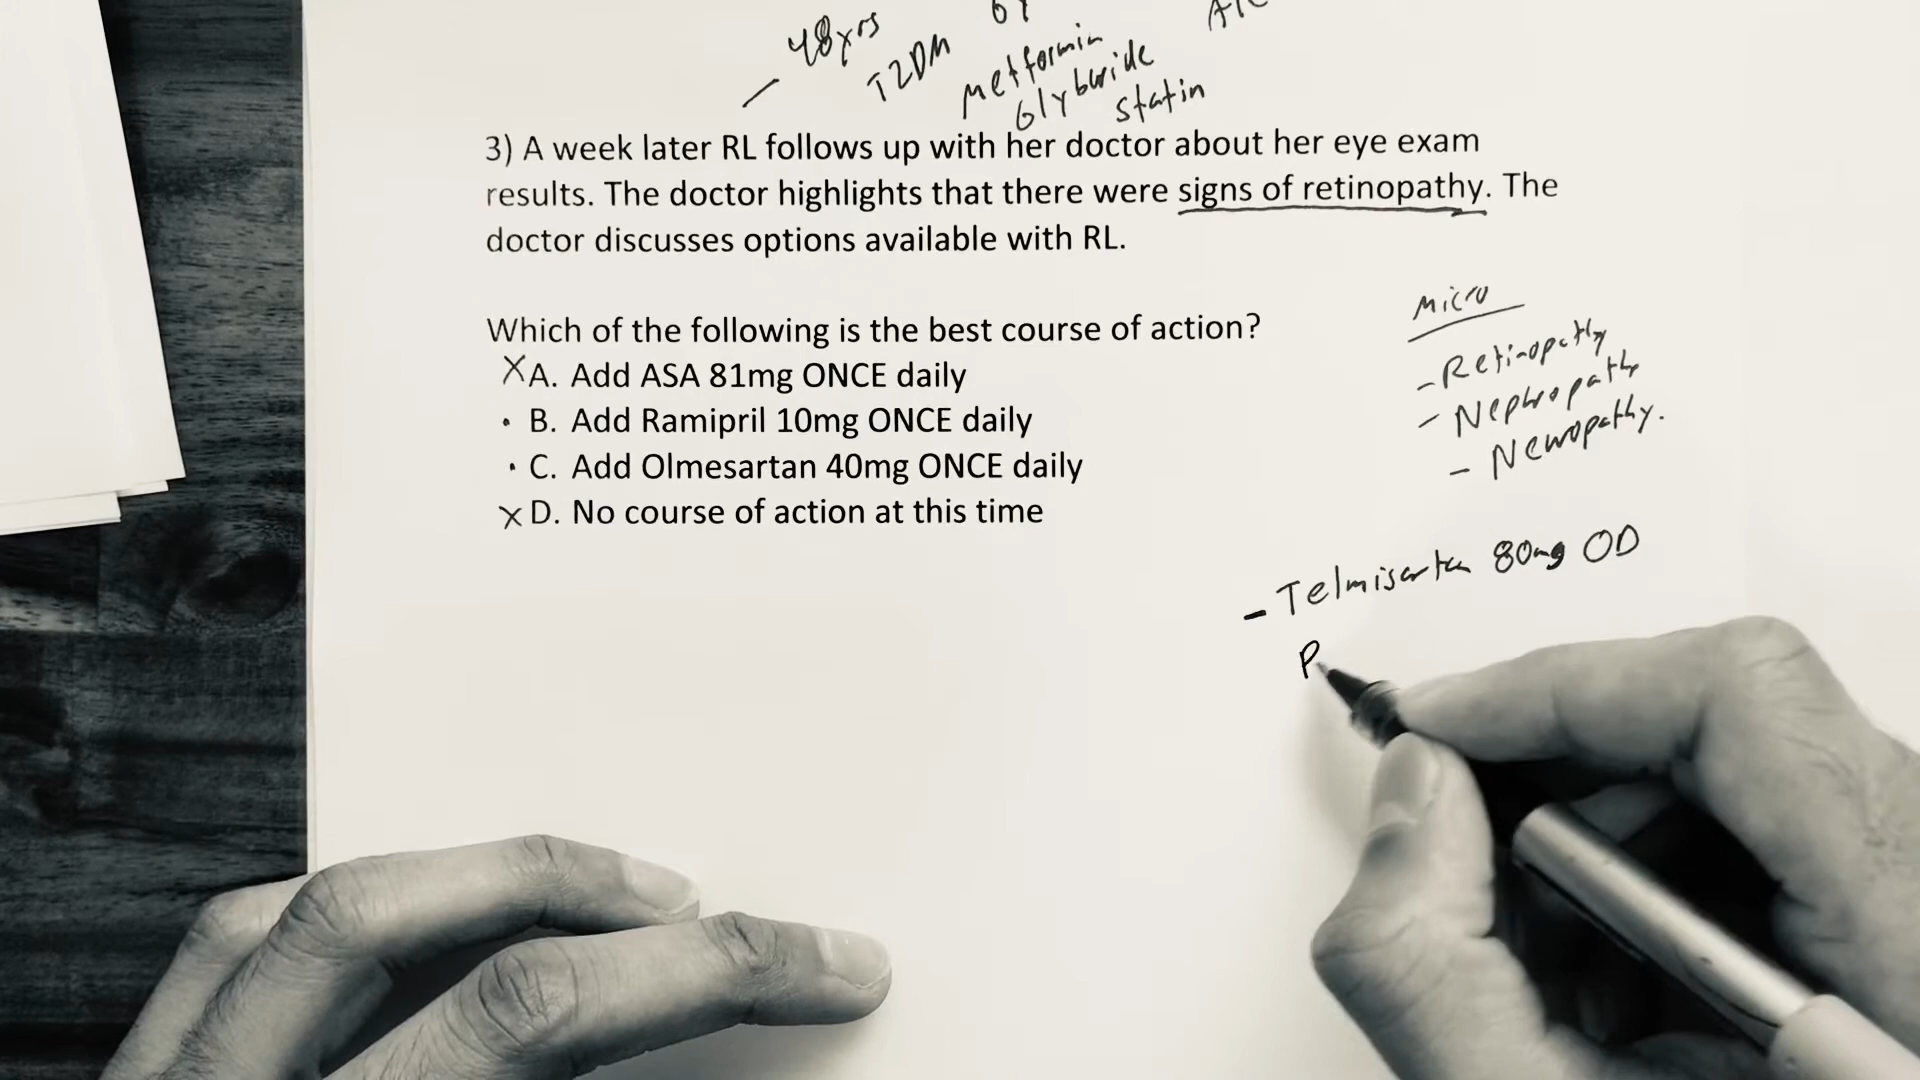 48yrs
T2DM
metformin
Glyburide
statin
3) A week later RL follows up with her doctor about her eye exam
results. The doctor highlights that there were signs of retinopathy. The
doctor discusses options available with RL.
Which of the following is the best course of action?
X A. Add ASA 81mg ONCE daily
• B. Add Ramipril 10mg ONCE daily
• C. Add Olmesartan 40mg ONCE daily
X D. No course of action at this time
Micro
- Retinopathy
- Nephropathy
- Neuropathy.
- Telmisartan 80mg OD
P